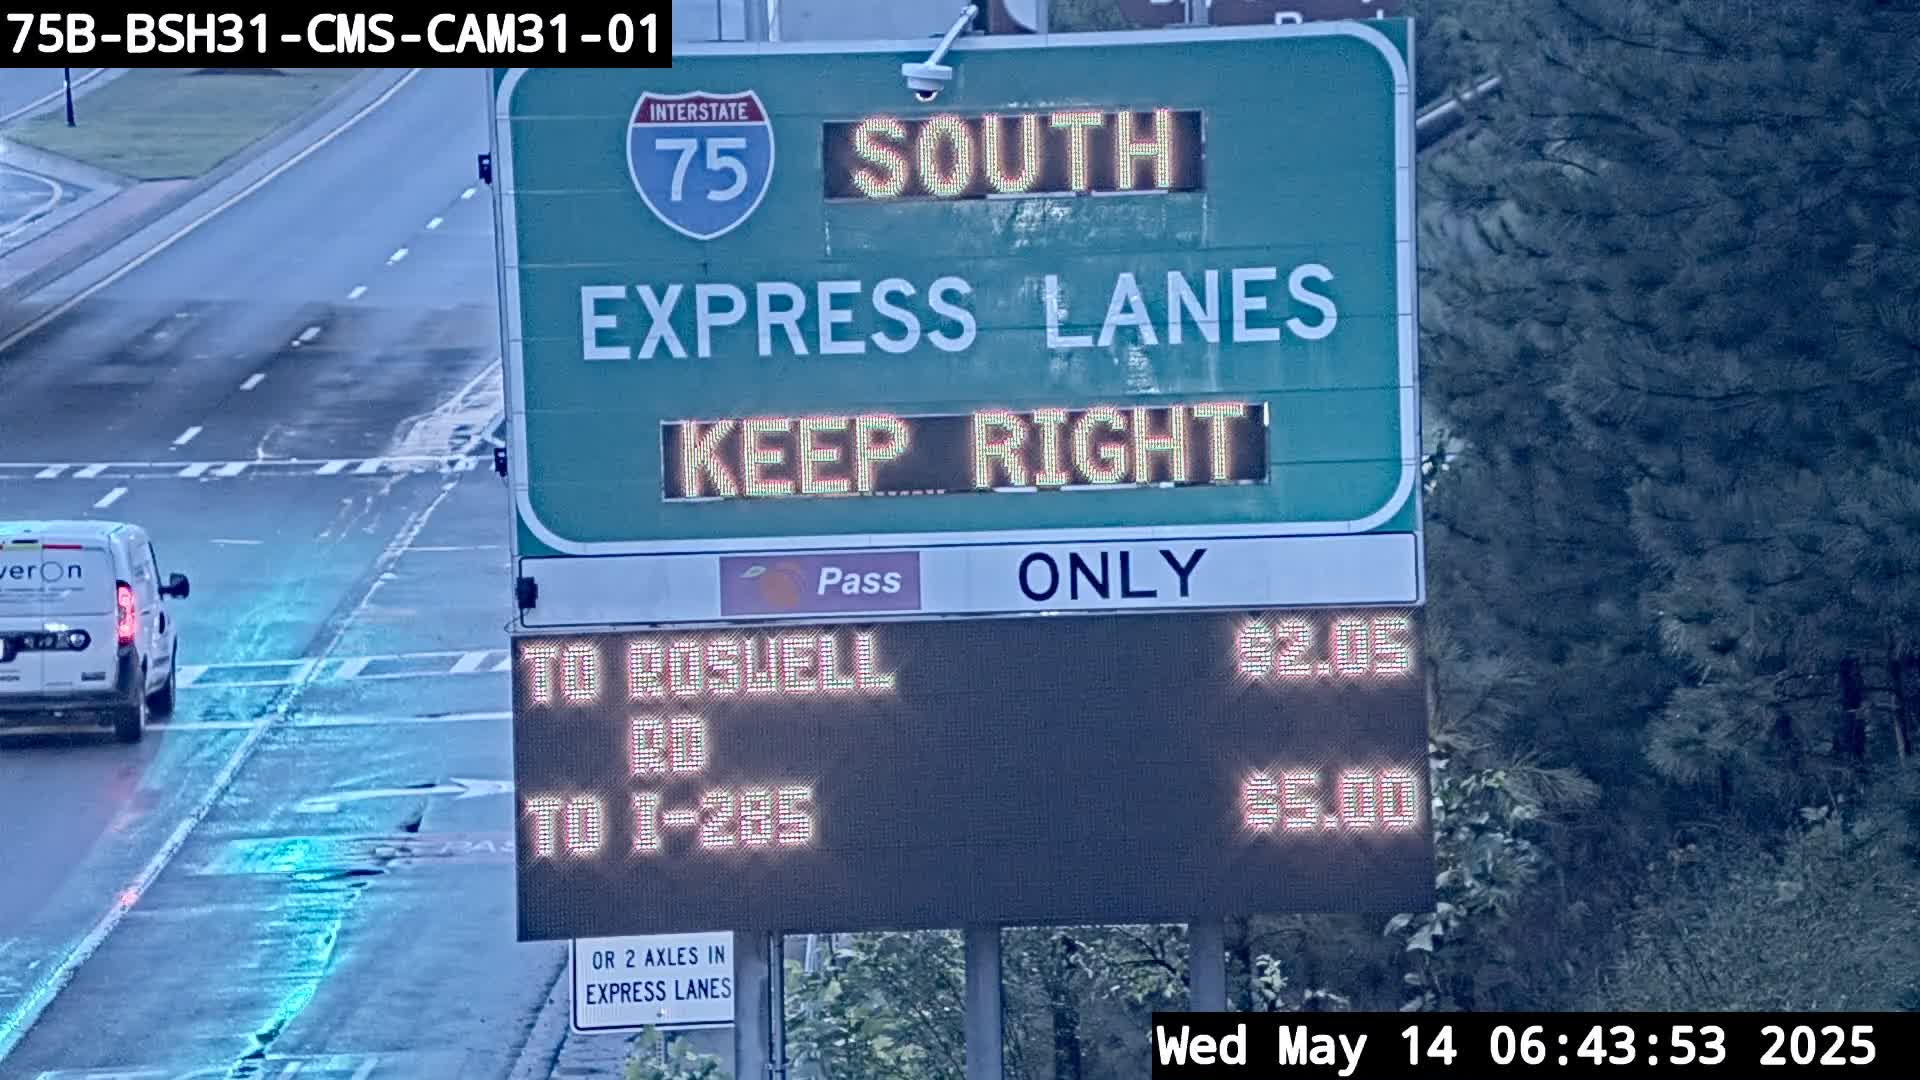 75B-BSH31-CMS-CAM31-01
INTERSTATE
75
SOUTH
EXPRESS LANES
KEEP RIGHT
Pass ONLY
TO ROSWELL $2.05
RD
TO I-285 $5.00
OR 2 AXLES IN
EXPRESS LANES
Wed May 14 06:43:53 2025